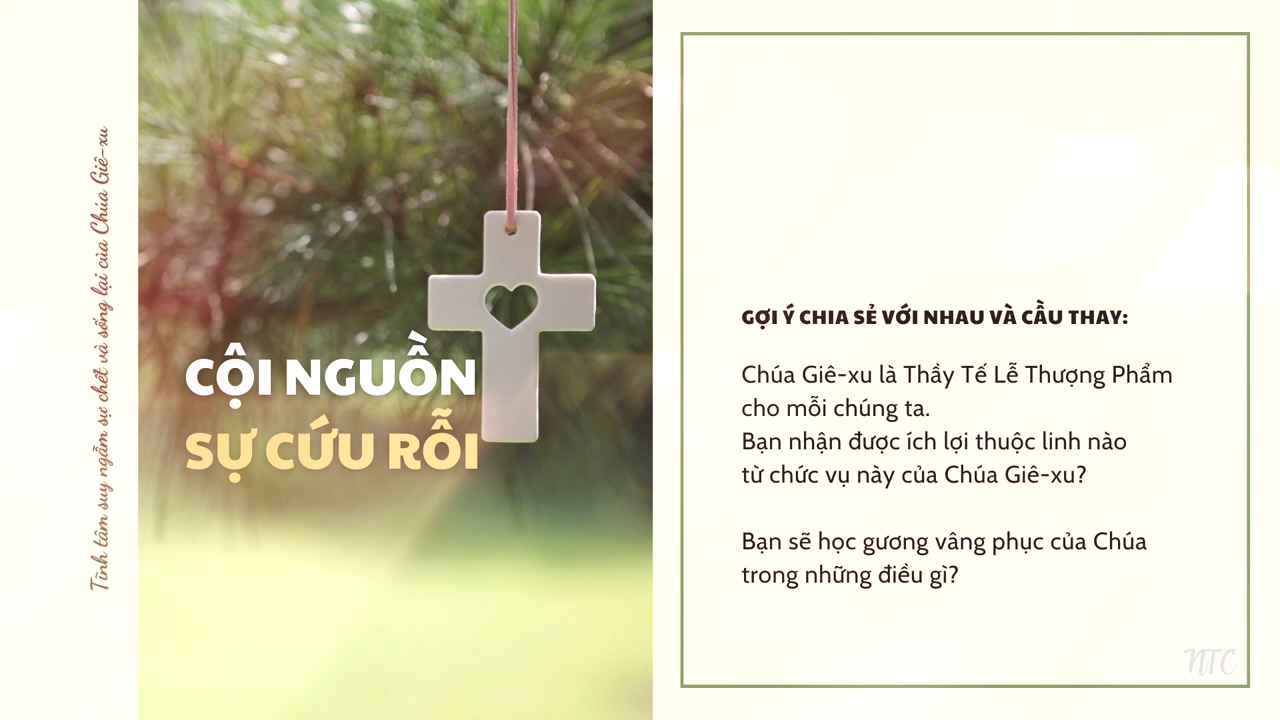 Tĩnh tâm suy ngẫm sự chết và sống lại của Chúa Giê-xu
CỘI NGUỒN
SỰ CỨU RỖI
GỢI Ý CHIA SẺ VỚI NHAU VÀ CẦU THAY:
Chúa Giê-xu là Thầy Tế Lễ Thượng Phẩm
cho mỗi chúng ta.
Bạn nhận được ích lợi thuộc linh nào
từ chức vụ này của Chúa Giê-xu?
Bạn sẽ học gương vâng phục của Chúa
trong những điều gì?
NTC